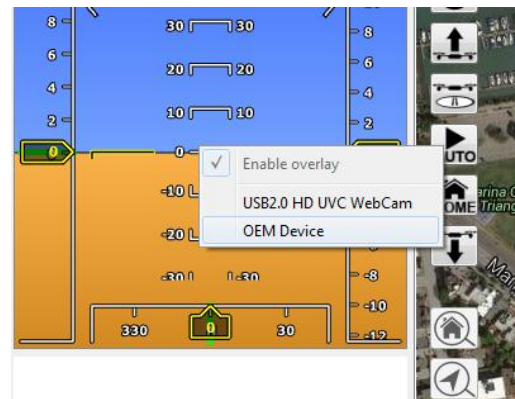 8 30 30 8
6 20 20 6
4 10 10 4
2 2
0 0
✓ Enable overlay
USB2.0 HD UVC WebCam
OEM Device
-10
-20
-30 -30 -8
-10
330 0 30 -12
UTO
OME
arina
Triang